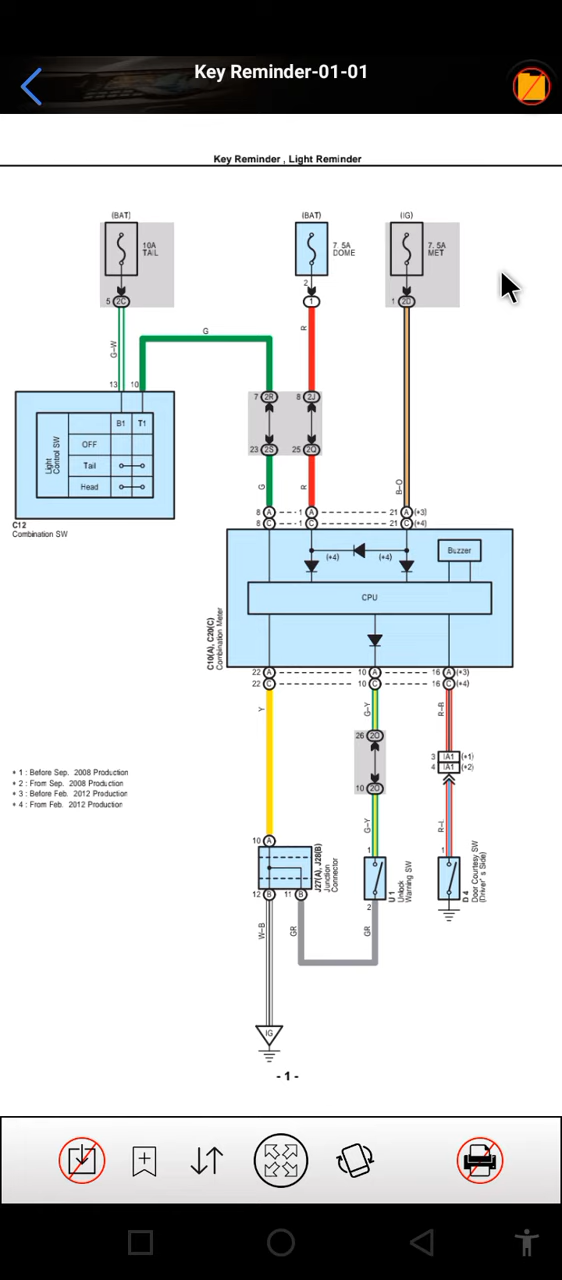 Key Reminder-01-01
Key Reminder , Light Reminder
(BAT) (BAT) (IG)
10A TAIL
7. 5A DOME
7. 5A MET
2
5 2C 1 1 2D
G-W G R
13 10
7 2R 8 2J
B1 T1
Light Control SW
OFF
Tail
Head
23 2S 25 2Q
G R B-O
C12
Combination SW
8 A 1 A 21 A (*3)
8 C 1 C 21 C (*4)
(*4) (*4) Buzzer
CPU
C10(A), C20(C)
Combination Meter
22 A 10 A 16 A (*3)
22 C 10 C 16 C (*4)
Y G-Y R-B
26 2O
3 IA1 (*1)
4 IA1 (*2)
* 1 : Before Sep. 2008 Production
* 2 : From Sep. 2008 Production
* 3 : Before Feb. 2012 Production
* 4 : From Feb. 2012 Production
10 2O
G-Y R-L
10 A 1 1
J27(A), J28(B)
Junction
Connector
U 1
Unlock
Warning SW
D 4
Door Courtesy SW
(Driver' s Side)
12 B 11 B 2
W-B GR GR
IG
- 1 -